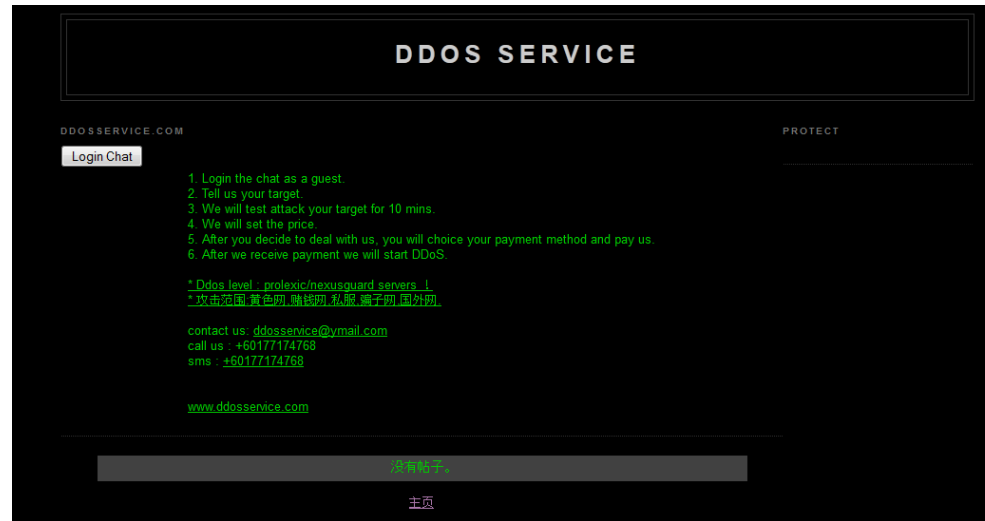 DDOS SERVICE
DDOSSERVICE.COM
PROTECT
Login Chat
1. Login the chat as a guest.
2. Tell us your target.
3. We will test attack your target for 10 mins.
4. We will set the price.
5. After you decide to deal with us, you will choice your payment method and pay us.
6. After we receive payment we will start DDoS.
* Ddos level : prolexic/nexusguard servers !
* 攻击范围:黄色网,赌钱网,私服,骗子网,国外网.
contact us: ddosservice@ymail.com
call us : +60177174768
sms : +60177174768
www.ddosservice.com
没有帖子。
主页